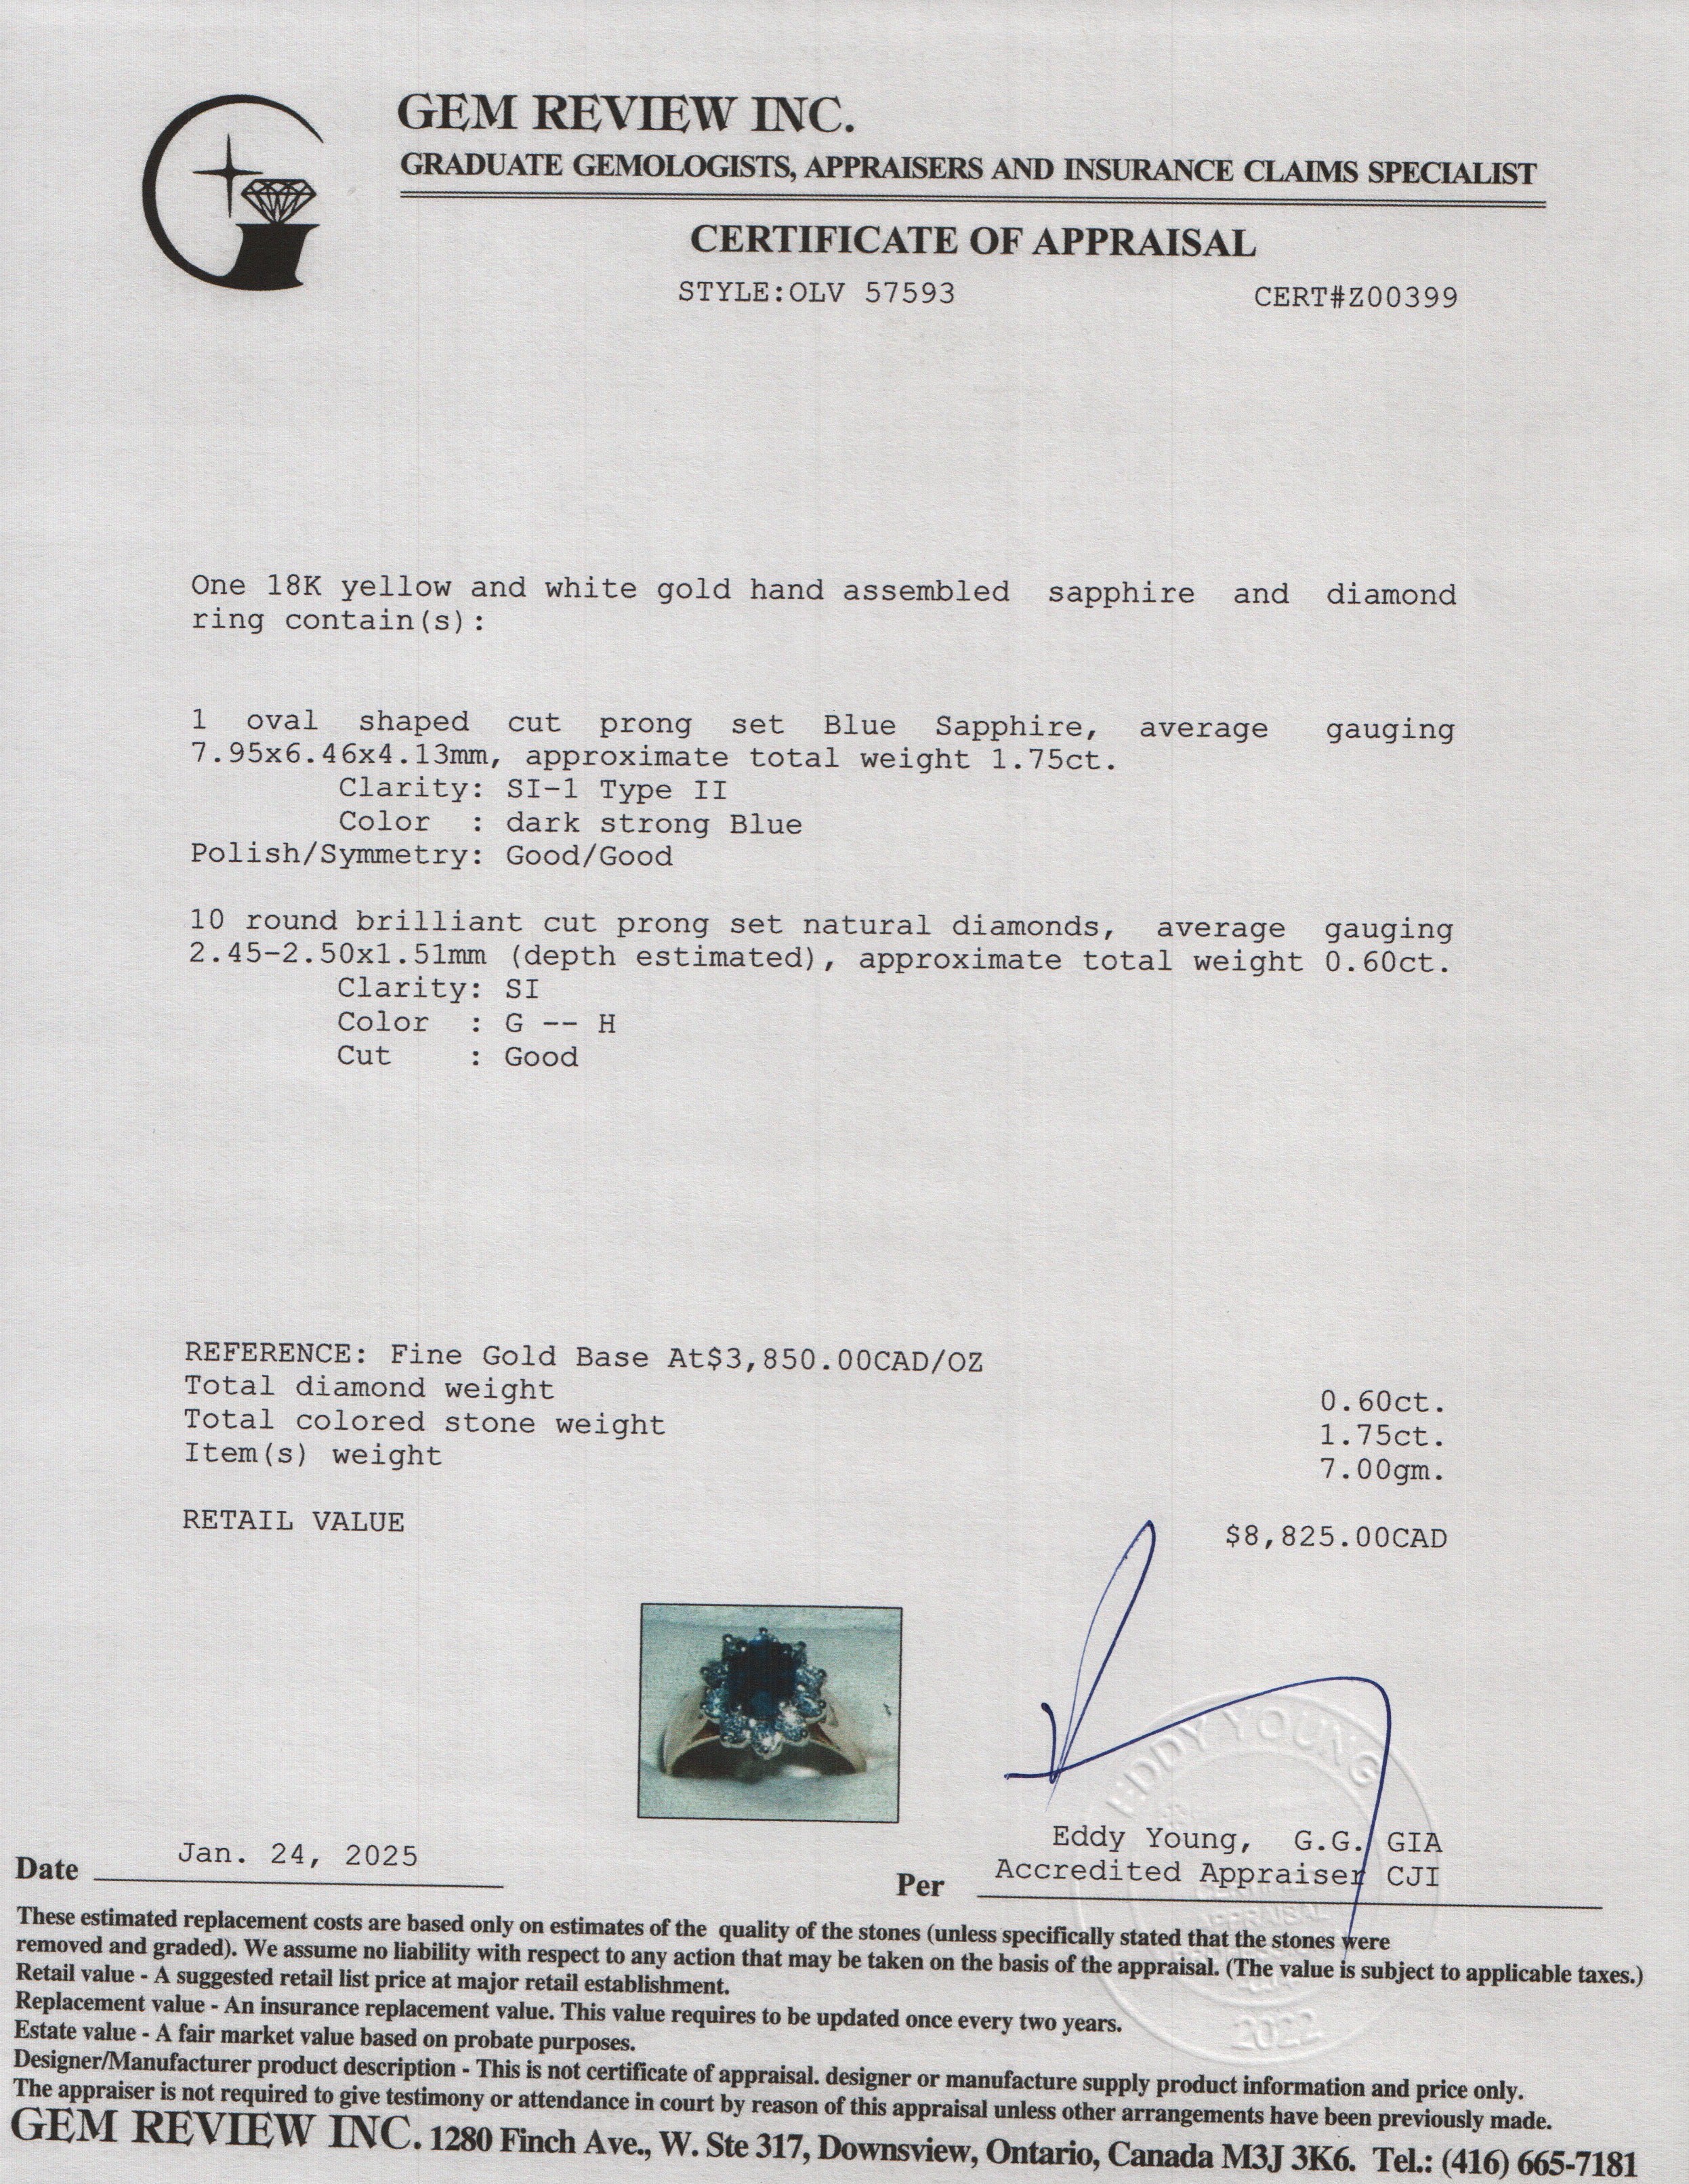 GEM REVIEW INC.
GRADUATE GEMOLOGISTS, APPRAISERS AND INSURANCE CLAIMS SPECIALIST
CERTIFICATE OF APPRAISAL
STYLE:OLV 57593 CERT#Z00399
One 18K yellow and white gold hand assembled sapphire and diamond
ring contain(s):
1 oval shaped cut prong set Blue Sapphire, average gauging
7.95x6.46x4.13mm, approximate total weight 1.75ct.
Clarity: SI-1 Type II
Color : dark strong Blue
Polish/Symmetry: Good/Good
10 round brilliant cut prong set natural diamonds, average gauging
2.45-2.50x1.51mm (depth estimated), approximate total weight 0.60ct.
Clarity: SI
Color : G -- H
Cut : Good
REFERENCE: Fine Gold Base At$3,850.00CAD/OZ
Total diamond weight 0.60ct.
Total colored stone weight 1.75ct.
Item(s) weight 7.00gm.
RETAIL VALUE $8,825.00CAD
EDDY YOUNG
Eddy Young, G.G. GIA
Date Jan. 24, 2025 Per Accredited Appraiser CJI
These estimated replacement costs are based only on estimates of the quality of the stones (unless specifically stated that the stones were
removed and graded). We assume no liability with respect to any action that may be taken on the basis of the appraisal. (The value is subject to applicable taxes.)
Retail value - A suggested retail list price at major retail establishment.
Replacement value - An insurance replacement value. This value requires to be updated once every two years.
Estate value - A fair market value based on probate purposes.
2022
Designer/Manufacturer product description - This is not certificate of appraisal. designer or manufacture supply product information and price only.
The appraiser is not required to give testimony or attendance in court by reason of this appraisal unless other arrangements have been previously made.
GEM REVIEW INC. 1280 Finch Ave., W. Ste 317, Downsview, Ontario, Canada M3J 3K6. Tel.: (416) 665-7181